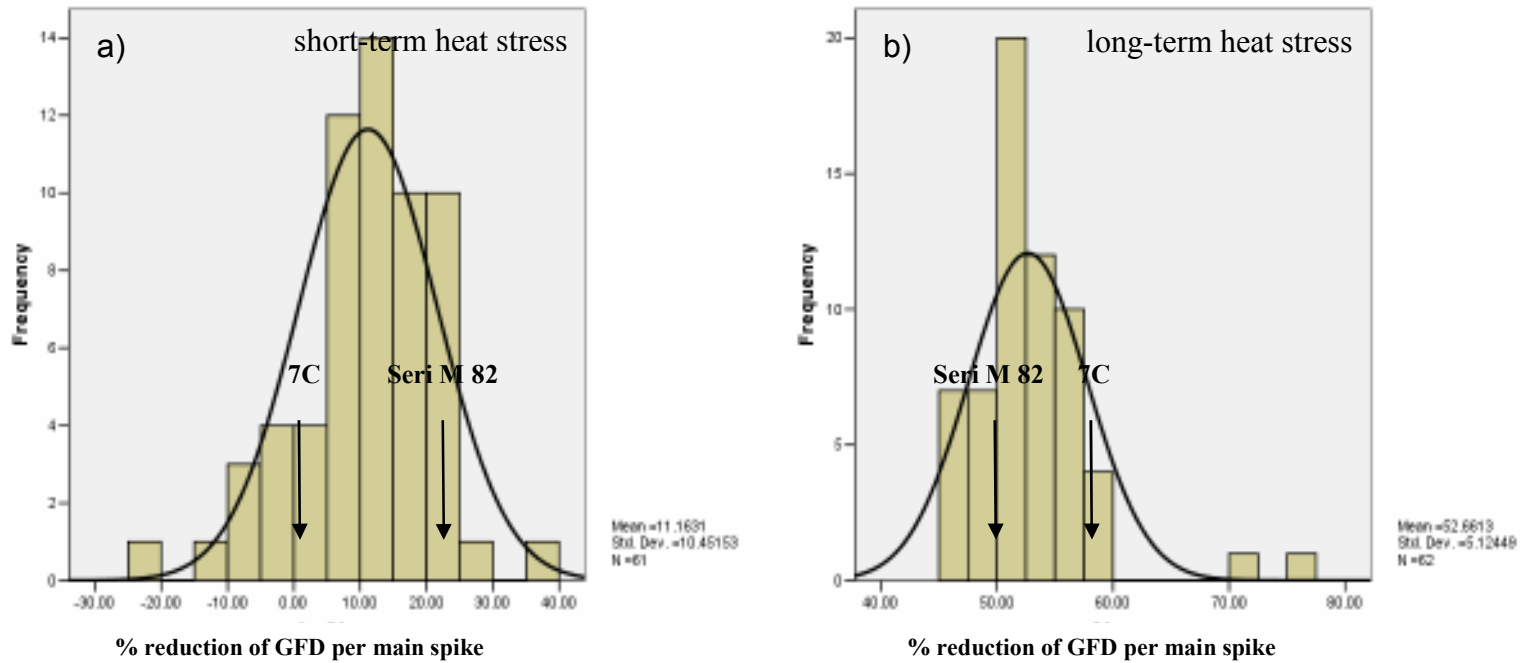 a) short-term heat stress
14
12
10
8
6
4
2
0
Frequency
7C Seri M 82
-30.00 -20.00 -10.00 0.00 10.00 20.00 30.00 40.00
Mean =11.1631
Std. Dev. =10.45153
N =61
% reduction of GFD per main spike
b) long-term heat stress
20
15
10
5
0
Frequency
Seri M 82 7C
40.00 50.00 60.00 70.00 80.00
Mean =52.6613
Std. Dev. =5.12449
N =62
% reduction of GFD per main spike